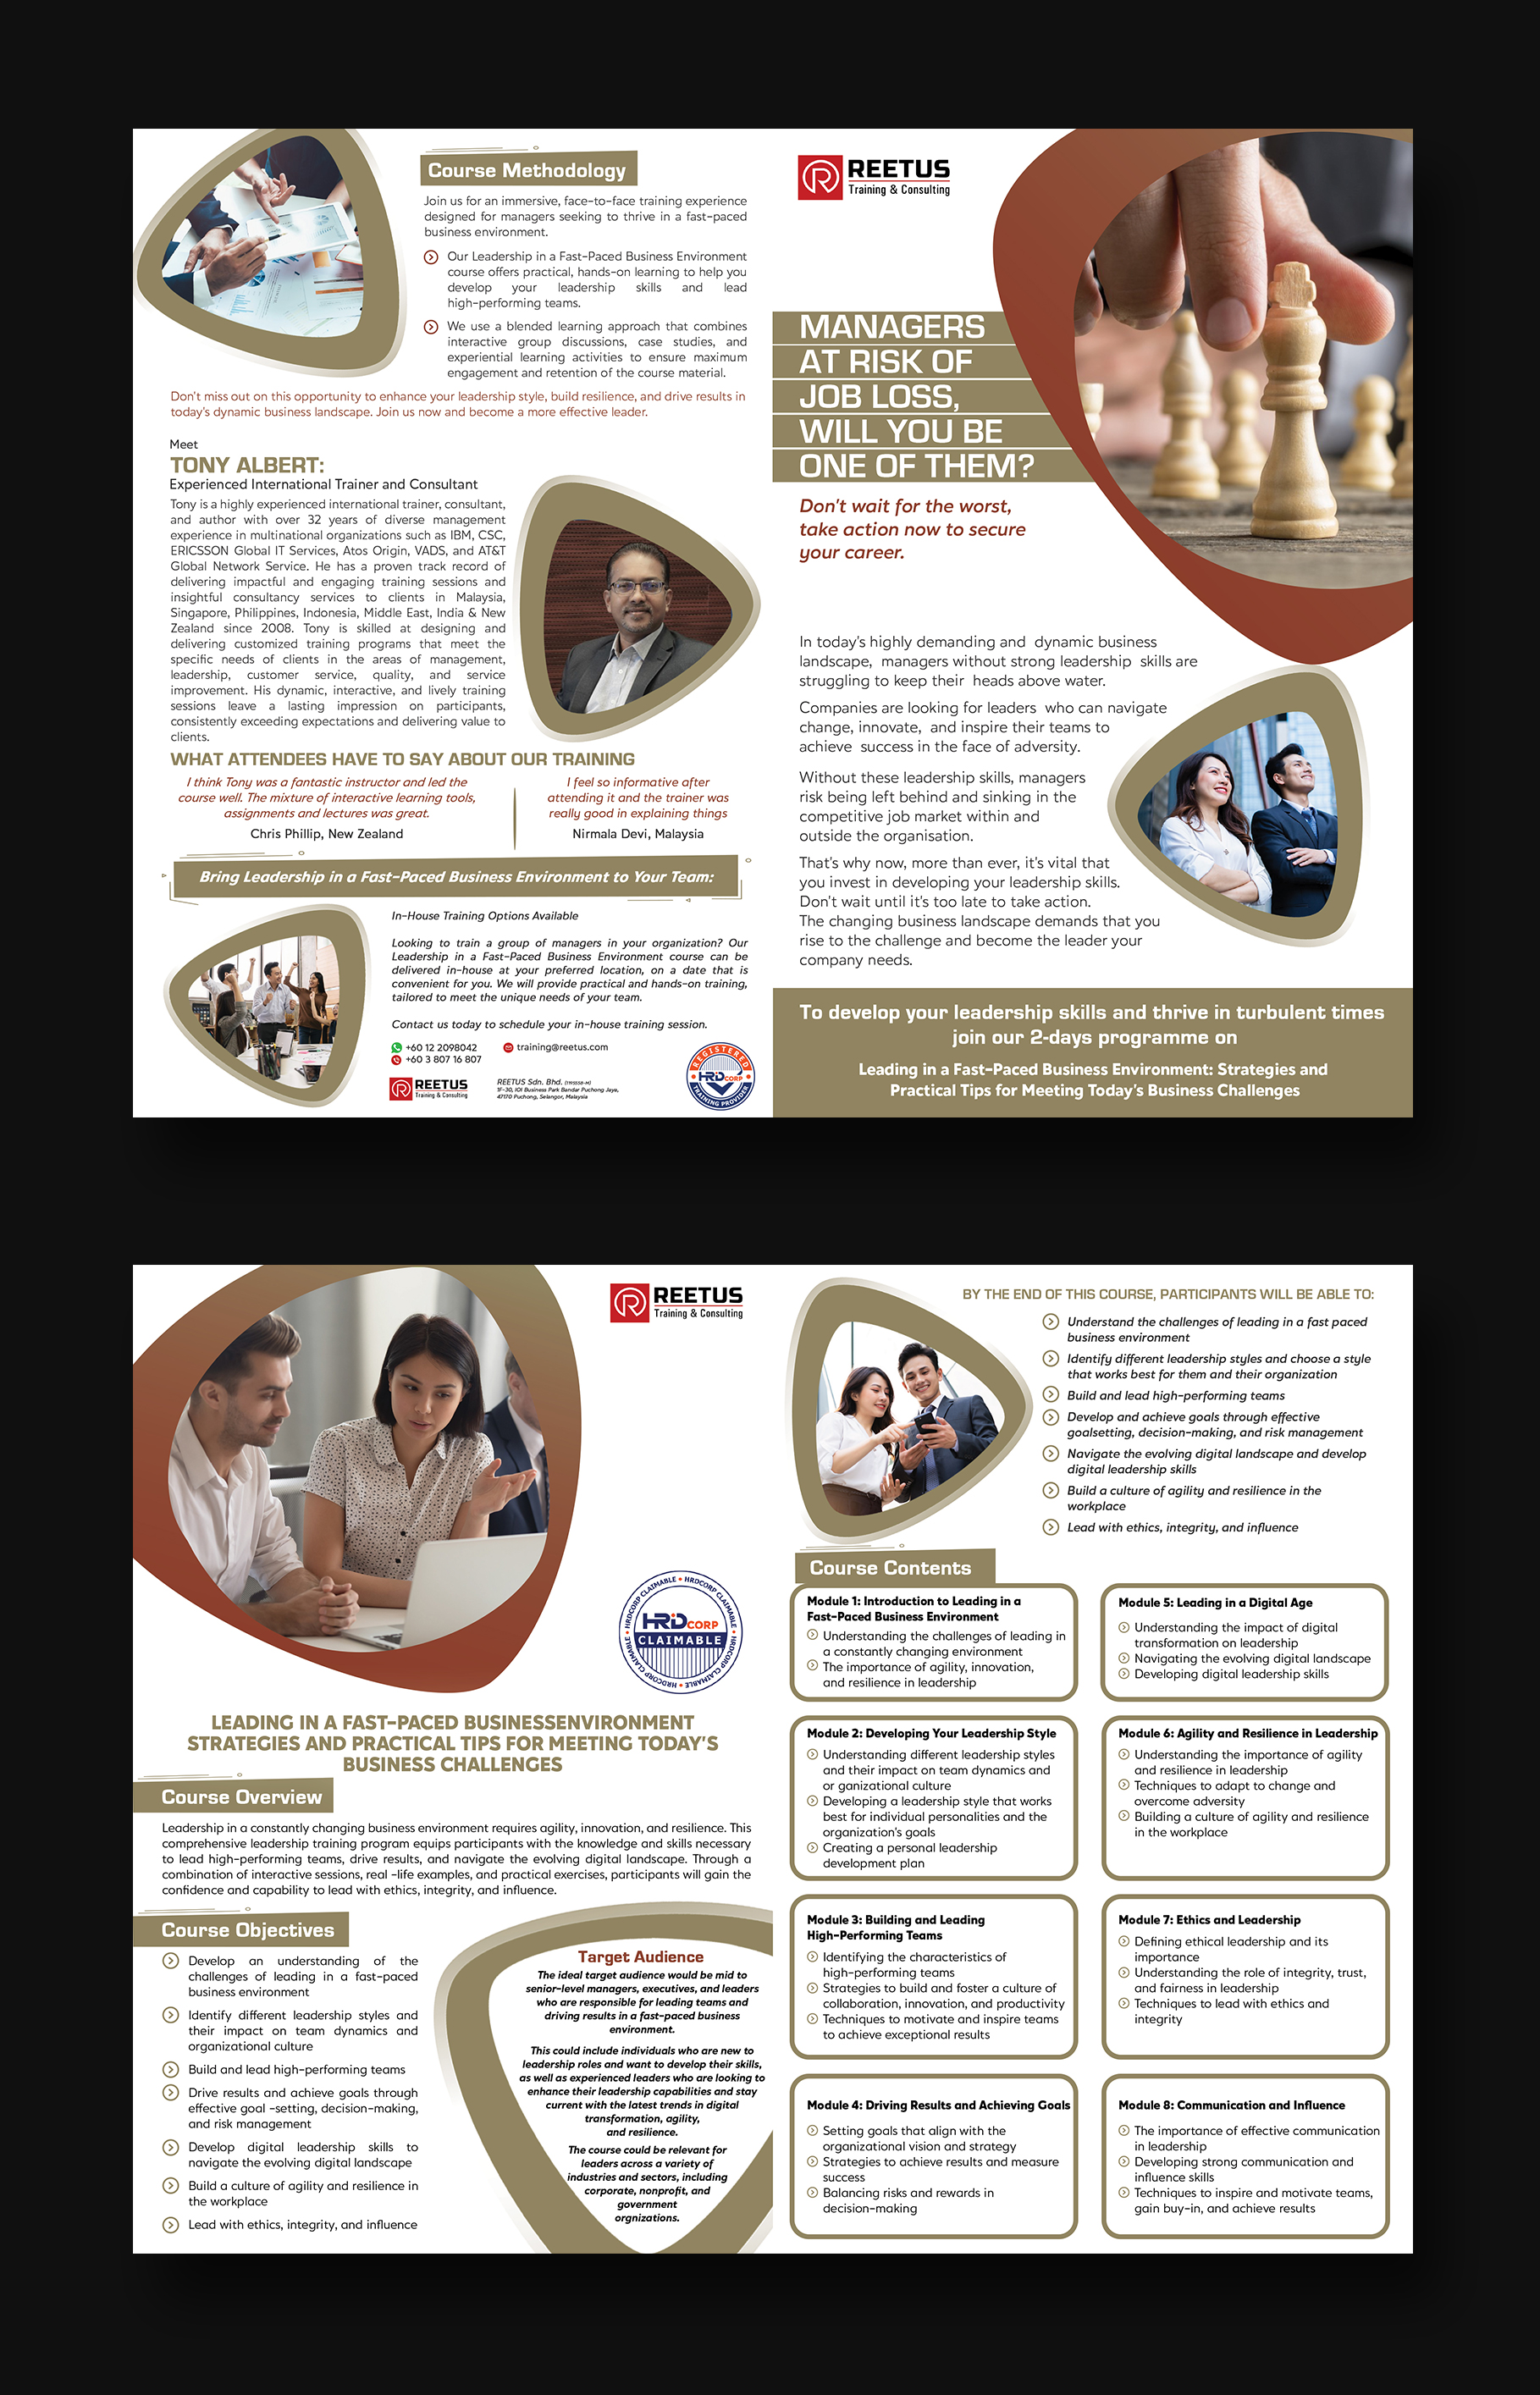 Course Methodology
Join us for an immersive, face-to-face training experience
designed for managers seeking to thrive in a fast-paced
business environment.
Our Leadership in a Fast-Paced Business Environment
course offers practical, hands-on learning to help you
develop your leadership skills and lead
high-performing teams.
We use a blended learning approach that combines
interactive group discussions, case studies, and
experiential learning activities to ensure maximum
engagement and retention of the course material.
Don't miss out on this opportunity to enhance your leadership style, build resilience, and drive results in
today's dynamic business landscape. Join us now and become a more effective leader.
Meet
TONY ALBERT:
Experienced International Trainer and Consultant
Tony is a highly experienced international trainer, consultant,
and author with over 32 years of diverse management
experience in multinational organizations such as IBM, CSC,
ERICSSON Global IT Services, Atos Origin, VADS, and AT&T
Global Network Service. He has a proven track record of
delivering impactful and engaging training sessions and
insightful consultancy services to clients in Malaysia,
Singapore, Philippines, Indonesia, Middle East, India & New
Zealand since 2008. Tony is skilled at designing and
delivering customized training programs that meet the
specific needs of clients in the areas of management,
leadership, customer service, quality, and service
improvement. His dynamic, interactive, and lively training
sessions leave a lasting impression on participants,
consistently exceeding expectations and delivering value to
clients.
WHAT ATTENDEES HAVE TO SAY ABOUT OUR TRAINING
I think Tony was a fantastic instructor and led the
course well. The mixture of interactive learning tools,
assignments and lectures was great.
Chris Phillip, New Zealand
I feel so informative after
attending it and the trainer was
really good in explaining things
Nirmala Devi, Malaysia
Bring Leadership in a Fast-Paced Business Environment to Your Team:
In-House Training Options Available
Looking to train a group of managers in your organization? Our
Leadership in a Fast-Paced Business Environment course can be
delivered in-house at your preferred location, on a date that is
convenient for you. We will provide practical and hands-on training,
tailored to meet the unique needs of your team.
Contact us today to schedule your in-house training session.
+60 12 2098042
training@reetus.com
+60 3 807 16 807
REETUS
Training & Consulting
REETUS Sdn. Bhd.
1F-30, IOI Business Park Bandar Puchong Jaya,
47170 Puchong, Selangor, Malaysia
REGISTERED
HRD CORP
TRAINING PROVIDER
REETUS
Training & Consulting
MANAGERS
AT RISK OF
JOB LOSS,
WILL YOU BE
ONE OF THEM?
Don't wait for the worst,
take action now to secure
your career.
In today's highly demanding and dynamic business
landscape, managers without strong leadership skills are
struggling to keep their heads above water.
Companies are looking for leaders who can navigate
change, innovate, and inspire their teams to
achieve success in the face of adversity.
Without these leadership skills, managers
risk being left behind and sinking in the
competitive job market within and
outside the organisation.
That's why now, more than ever, it's vital that
you invest in developing your leadership skills.
Don't wait until it's too late to take action.
The changing business landscape demands that you
rise to the challenge and become the leader your
company needs.
To develop your leadership skills and thrive in turbulent times
join our 2-days programme on
Leading in a Fast-Paced Business Environment: Strategies and
Practical Tips for Meeting Today's Business Challenges
REETUS
Training & Consulting
HRDCORP CLAIMABLE • HRDCORP CLAIMABLE • HRDCORP CLAIMABLE • HRDCORP CLAIMABLE
HRD CORP
CLAIMABLE
LEADING IN A FAST-PACED BUSINESSENVIRONMENT
STRATEGIES AND PRACTICAL TIPS FOR MEETING TODAY'S
BUSINESS CHALLENGES
Course Overview
Leadership in a constantly changing business environment requires agility, innovation, and resilience. This
comprehensive leadership training program equips participants with the knowledge and skills necessary
to lead high-performing teams, drive results, and navigate the evolving digital landscape. Through a
combination of interactive sessions, real -life examples, and practical exercises, participants will gain the
confidence and capability to lead with ethics, integrity, and influence.
Course Objectives
Develop an understanding of the
challenges of leading in a fast-paced
business environment
Identify different leadership styles and
their impact on team dynamics and
organizational culture
Build and lead high-performing teams
Drive results and achieve goals through
effective goal -setting, decision-making,
and risk management
Develop digital leadership skills to
navigate the evolving digital landscape
Build a culture of agility and resilience in
the workplace
Lead with ethics, integrity, and influence
Target Audience
The ideal target audience would be mid to
senior-level managers, executives, and leaders
who are responsible for leading teams and
driving results in a fast-paced business
environment.
This could include individuals who are new to
leadership roles and want to develop their skills,
as well as experienced leaders who are looking to
enhance their leadership capabilities and stay
current with the latest trends in digital
transformation, agility,
and resilience.
The course could be relevant for
leaders across a variety of
industries and sectors, including
corporate, nonprofit, and
government
orgnizations.
BY THE END OF THIS COURSE, PARTICIPANTS WILL BE ABLE TO:
Understand the challenges of leading in a fast paced
business environment
Identify different leadership styles and choose a style
that works best for them and their organization
Build and lead high-performing teams
Develop and achieve goals through effective
goalsetting, decision-making, and risk management
Navigate the evolving digital landscape and develop
digital leadership skills
Build a culture of agility and resilience in the
workplace
Lead with ethics, integrity, and influence
Course Contents
Module 1: Introduction to Leading in a
Fast-Paced Business Environment
Understanding the challenges of leading in
a constantly changing environment
The importance of agility, innovation,
and resilience in leadership
Module 2: Developing Your Leadership Style
Understanding different leadership styles
and their impact on team dynamics and
or ganizational culture
Developing a leadership style that works
best for individual personalities and the
organization's goals
Creating a personal leadership
development plan
Module 3: Building and Leading
High-Performing Teams
Identifying the characteristics of
high-performing teams
Strategies to build and foster a culture of
collaboration, innovation, and productivity
Techniques to motivate and inspire teams
to achieve exceptional results
Module 4: Driving Results and Achieving Goals
Setting goals that align with the
organizational vision and strategy
Strategies to achieve results and measure
success
Balancing risks and rewards in
decision-making
Module 5: Leading in a Digital Age
Understanding the impact of digital
transformation on leadership
Navigating the evolving digital landscape
Developing digital leadership skills
Module 6: Agility and Resilience in Leadership
Understanding the importance of agility
and resilience in leadership
Techniques to adapt to change and
overcome adversity
Building a culture of agility and resilience
in the workplace
Module 7: Ethics and Leadership
Defining ethical leadership and its
importance
Understanding the role of integrity, trust,
and fairness in leadership
Techniques to lead with ethics and
integrity
Module 8: Communication and Influence
The importance of effective communication
in leadership
Developing strong communication and
influence skills
Techniques to inspire and motivate teams,
gain buy-in, and achieve results